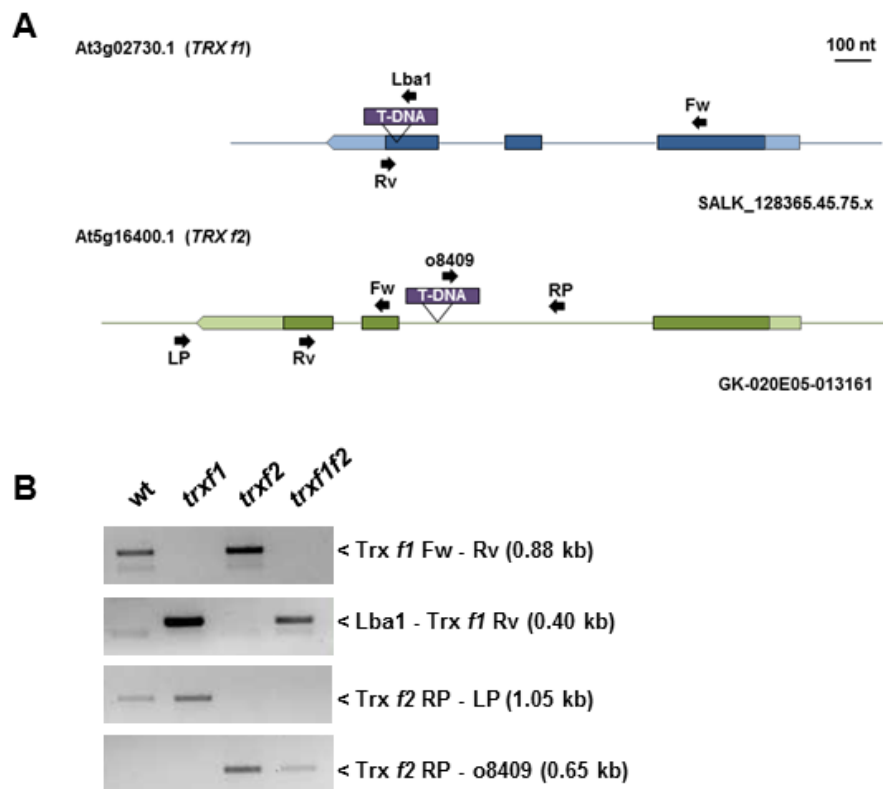 A
At3g02730.1 (TRX f1)
100 nt
Lba1
T-DNA
Fw
Rv
SALK_128365.45.75.x
At5g16400.1 (TRX f2)
o8409
Fw
T-DNA
RP
LP
Rv
GK-020E05-013161
B
wt trxf1 trxf2 trxf1f2
< Trx f1 Fw - Rv (0.88 kb)
< Lba1 - Trx f1 Rv (0.40 kb)
< Trx f2 RP - LP (1.05 kb)
< Trx f2 RP - o8409 (0.65 kb)